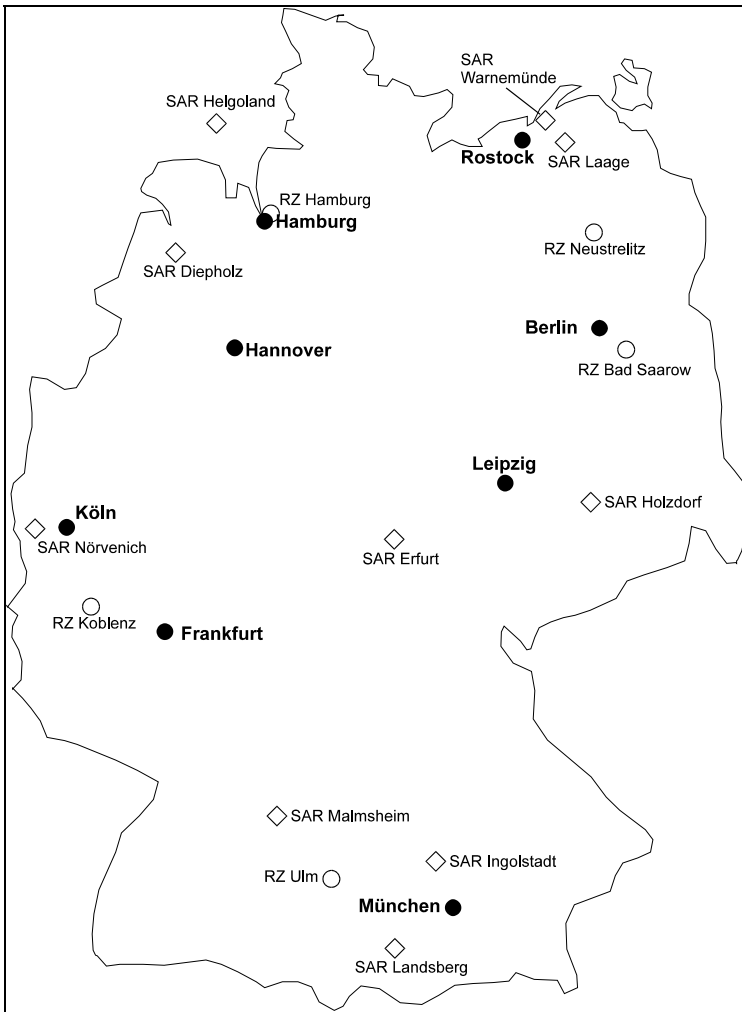 SAR
Warnemünde
SAR Helgoland
Rostock
SAR Laage
RZ Hamburg
Hamburg
RZ Neustrelitz
SAR Diepholz
Berlin
Hannover
RZ Bad Saarow
Leipzig
SAR Holzdorf
Köln
SAR Nörvenich
SAR Erfurt
RZ Koblenz
Frankfurt
SAR Malmsheim
SAR Ingolstadt
RZ Ulm
München
SAR Landsberg